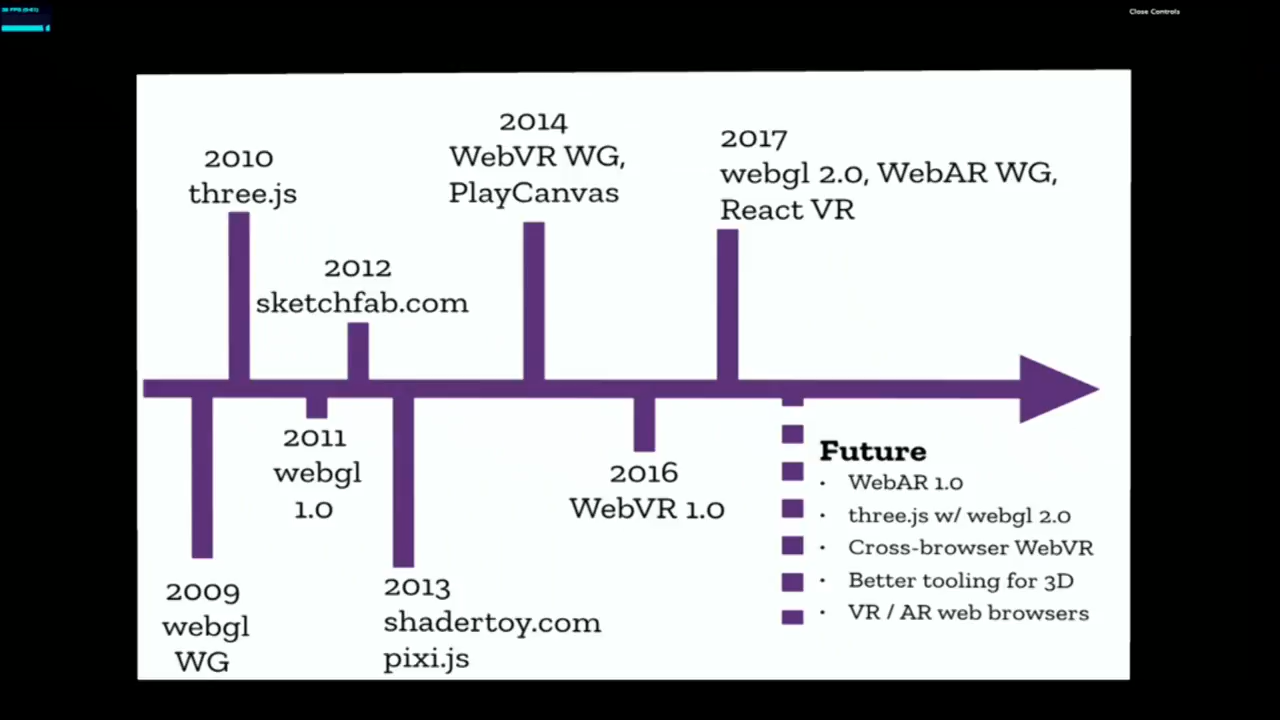 Close Controls
2014
WebVR WG,
PlayCanvas
2017
webgl 2.0, WebAR WG,
React VR
2010
three.js
2012
sketchfab.com
2011
webgl
1.0
2016
WebVR 1.0
Future
• WebAR 1.0
• three.js w/ webgl 2.0
• Cross-browser WebVR
• Better tooling for 3D
• VR / AR web browsers
2009
webgl
WG
2013
shadertoy.com
pixi.js